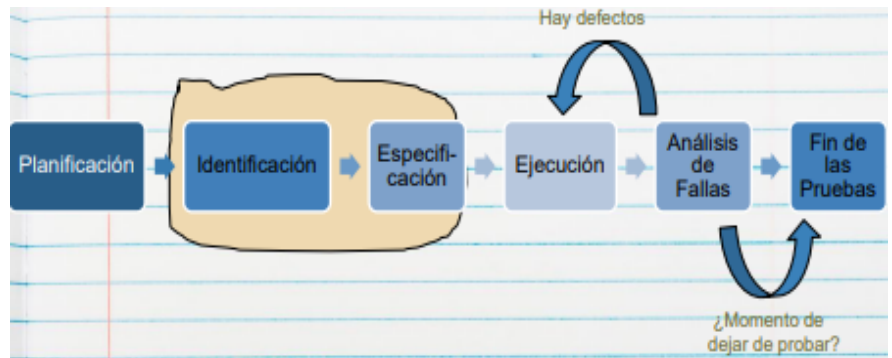 Hay defectos
Planificación
Identificación
Especifi-
cación
Ejecución
Análisis
de
Fallas
Fin de
las
Pruebas
¿Momento de
dejar de probar?